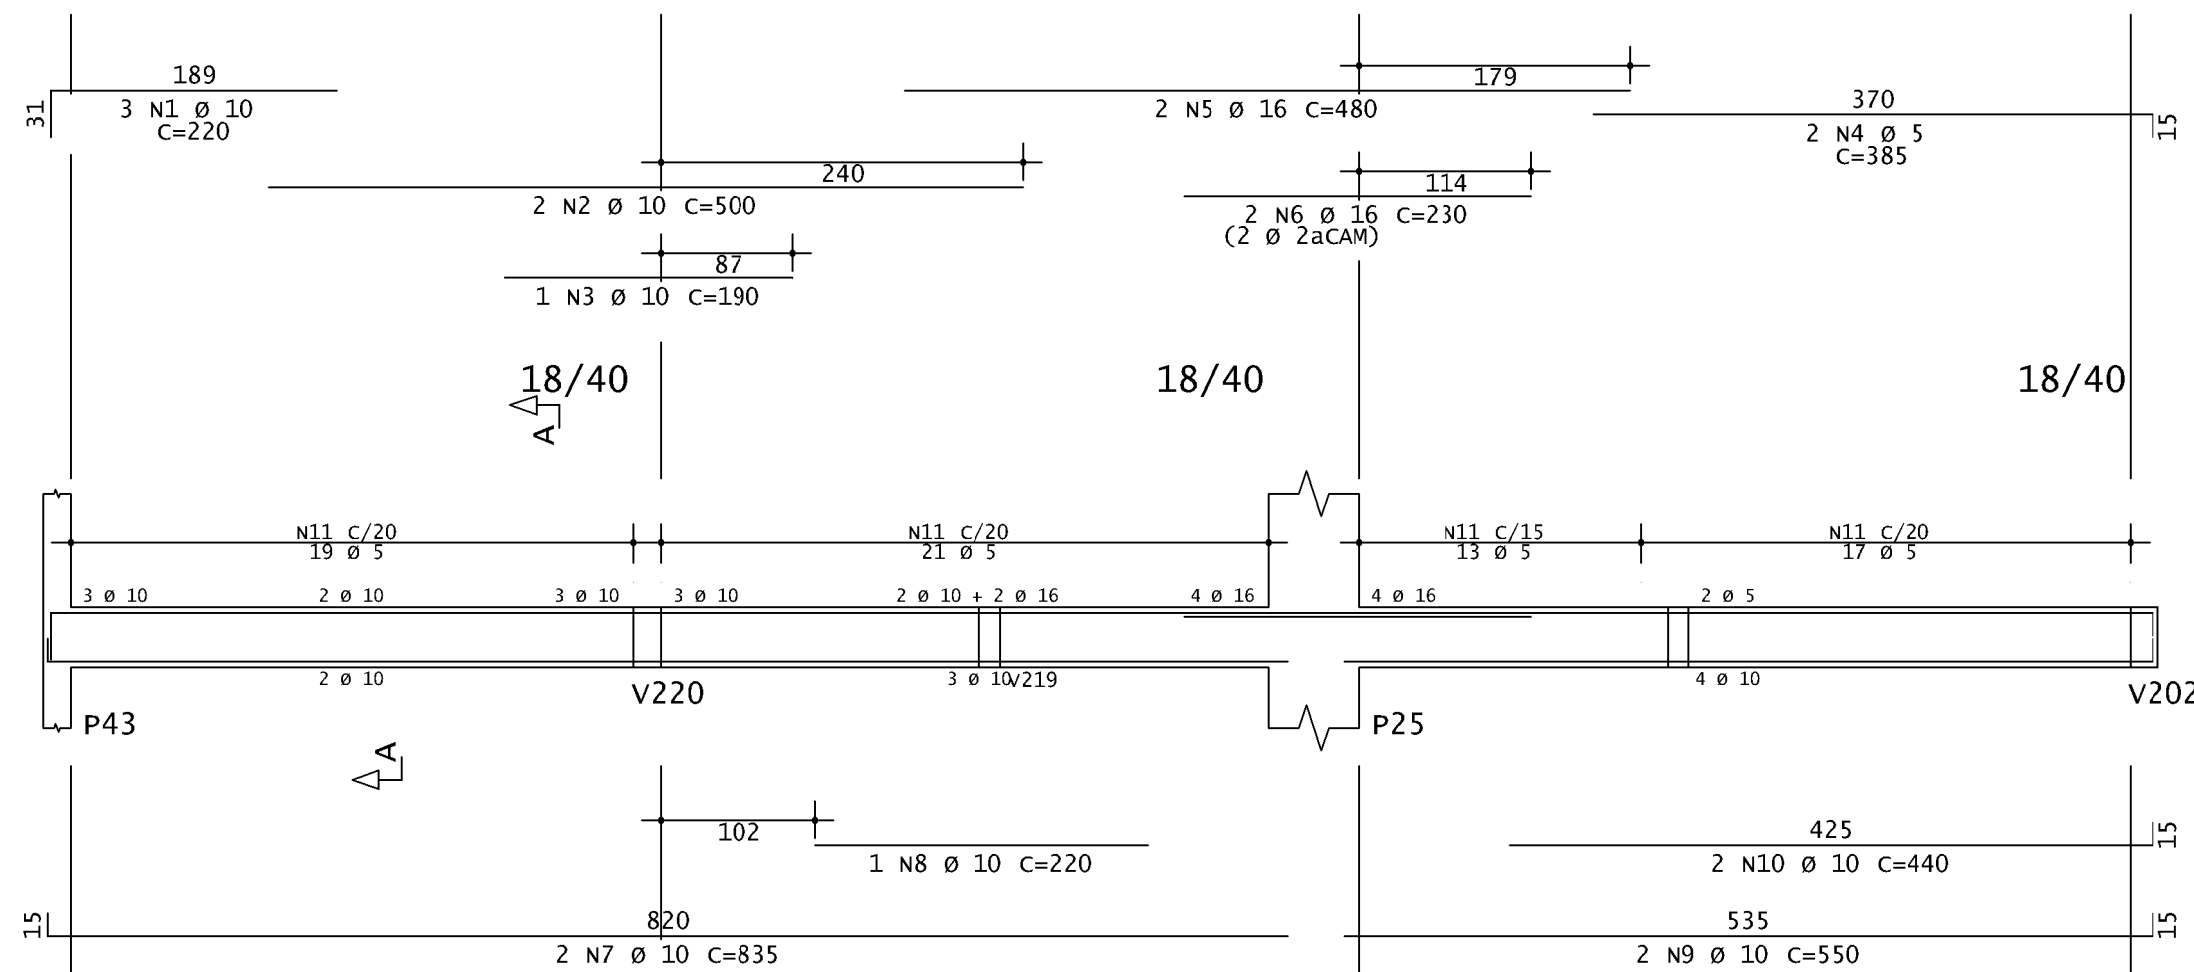 189
31
3 N1 Ø 10
C=220
179
2 N5 Ø 16 C=480
370
15
2 N4 Ø 5
C=385
240
2 N2 Ø 10 C=500
114
2 N6 Ø 16 C=230
(2 Ø 2aCAM)
87
1 N3 Ø 10 C=190
18/40
18/40
18/40
A
N11 C/20
19 Ø 5
N11 C/20
21 Ø 5
N11 C/15
13 Ø 5
N11 C/20
17 Ø 5
3 Ø 10
2 Ø 10
3 Ø 10
3 Ø 10
2 Ø 10 + 2 Ø 16
4 Ø 16
4 Ø 16
2 Ø 5
2 Ø 10
3 Ø 10
V219
4 Ø 10
V220
V202
P43
P25
A
102
1 N8 Ø 10 C=220
425
15
2 N10 Ø 10 C=440
15
820
2 N7 Ø 10 C=835
535
15
2 N9 Ø 10 C=550